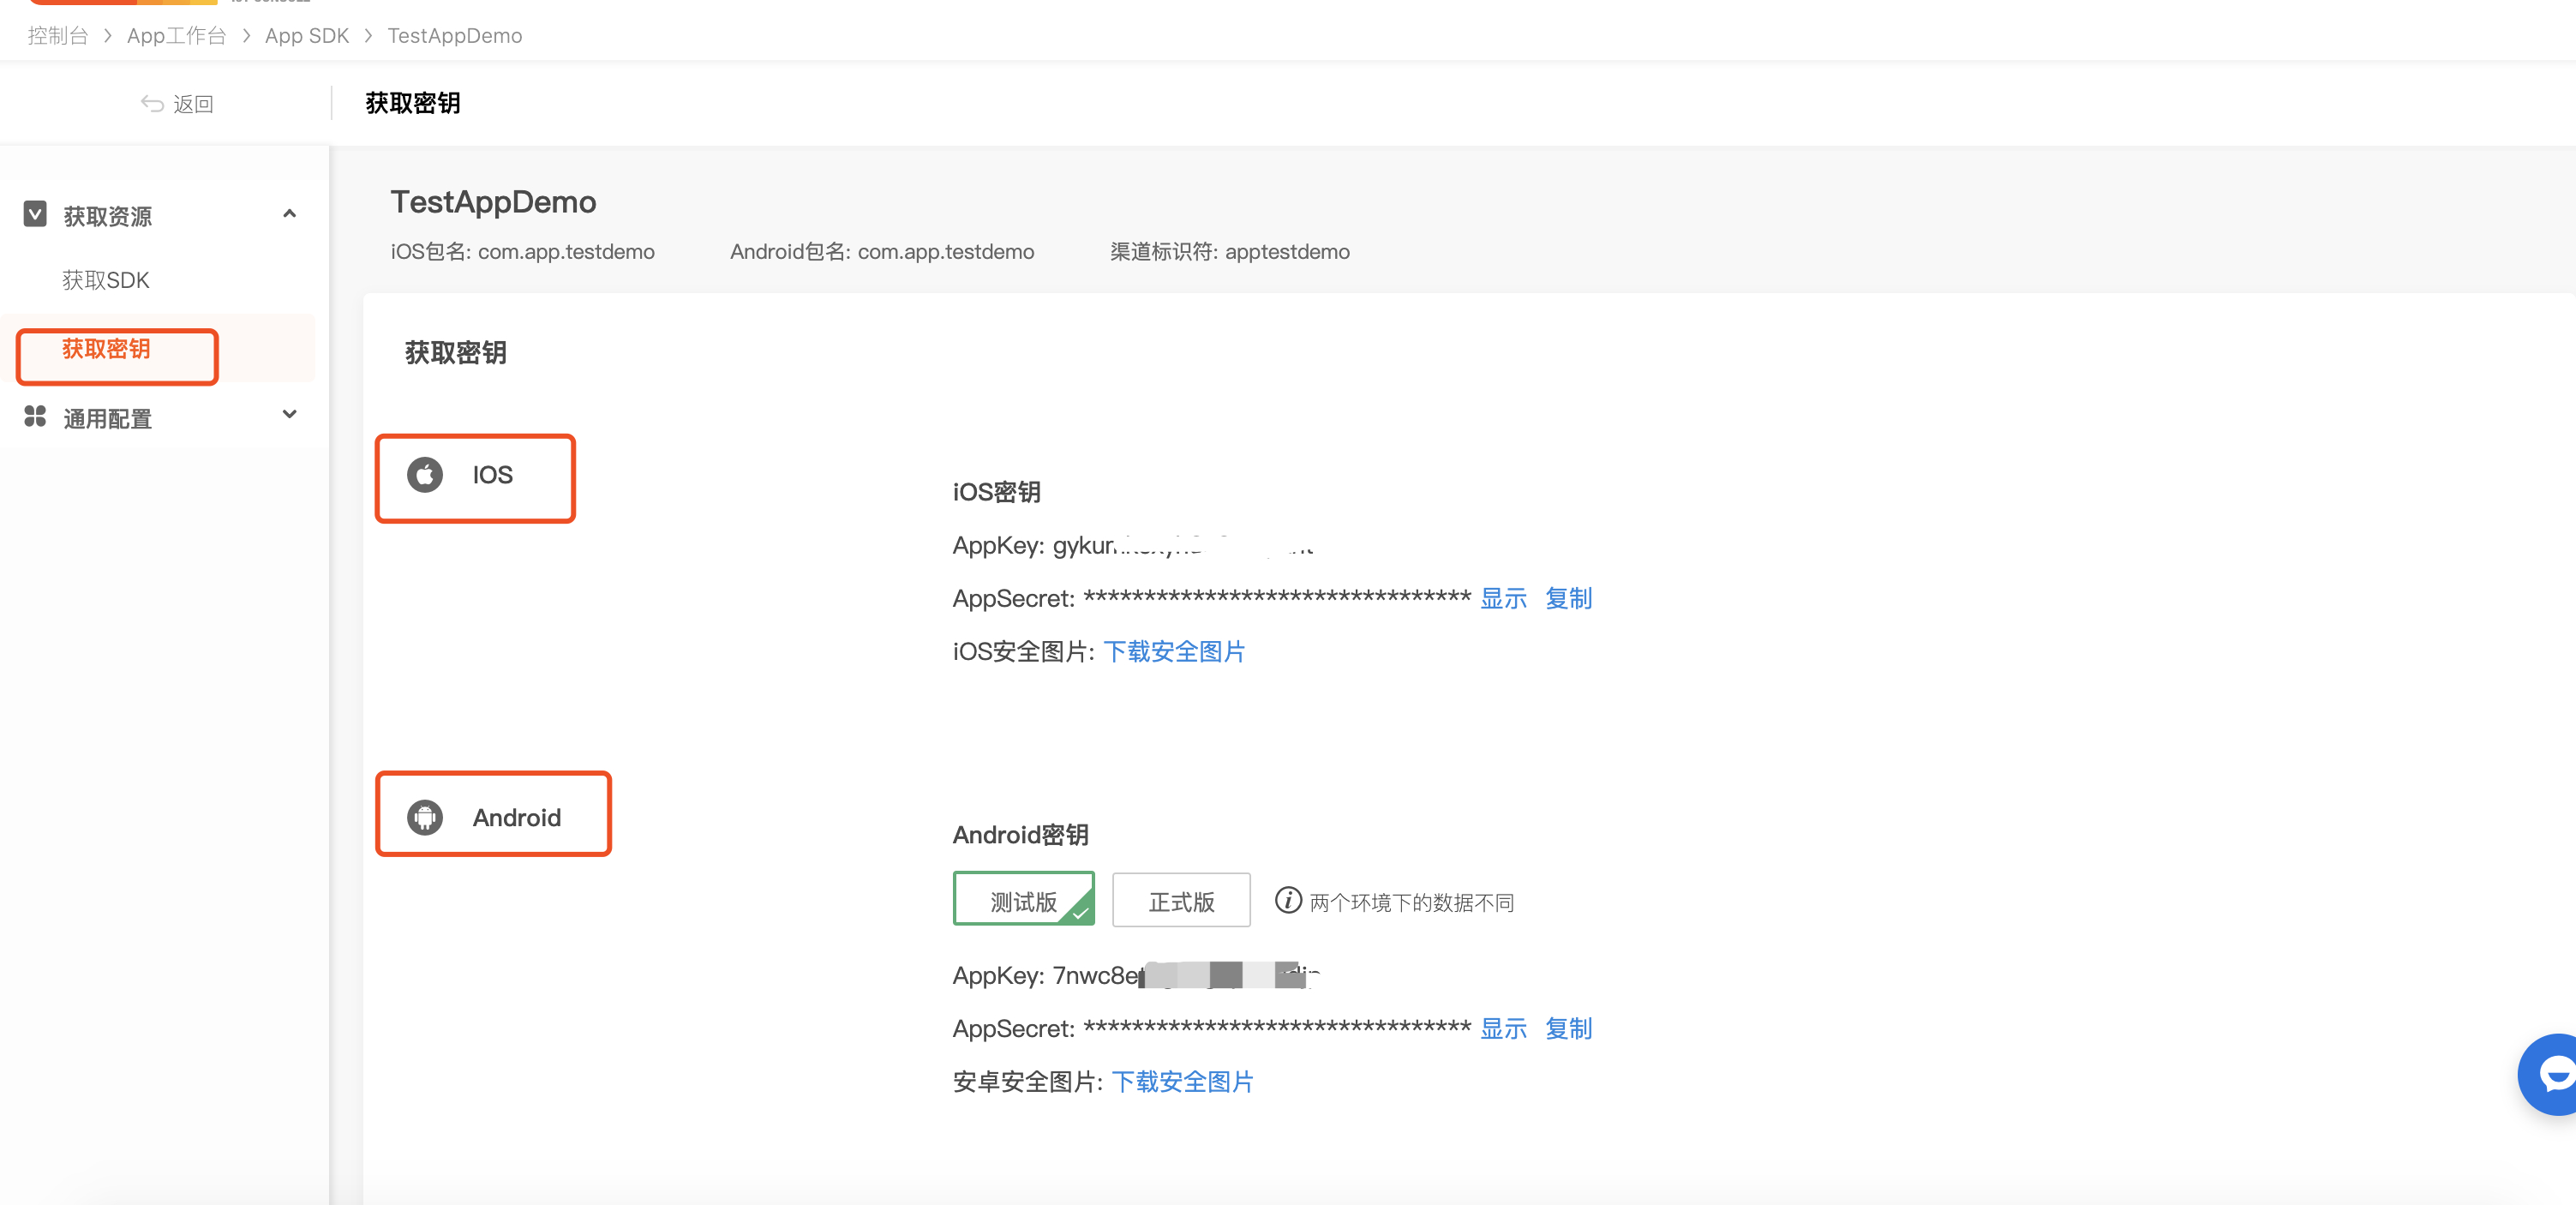 控制台 > App工作台 > App SDK > TestAppDemo
返回
获取密钥
获取资源
获取SDK
获取密钥
通用配置
TestAppDemo
iOS包名: com.app.testdemo Android包名: com.app.testdemo 渠道标识符: apptestdemo
获取密钥
IOS
iOS密钥
AppKey:
AppSecret: ******************************** 显示 复制
iOS安全图片: 下载安全图片
Android
Android密钥
测试版 正式版 两个环境下的数据不同
AppKey:
AppSecret: ******************************** 显示 复制
安卓安全图片: 下载安全图片